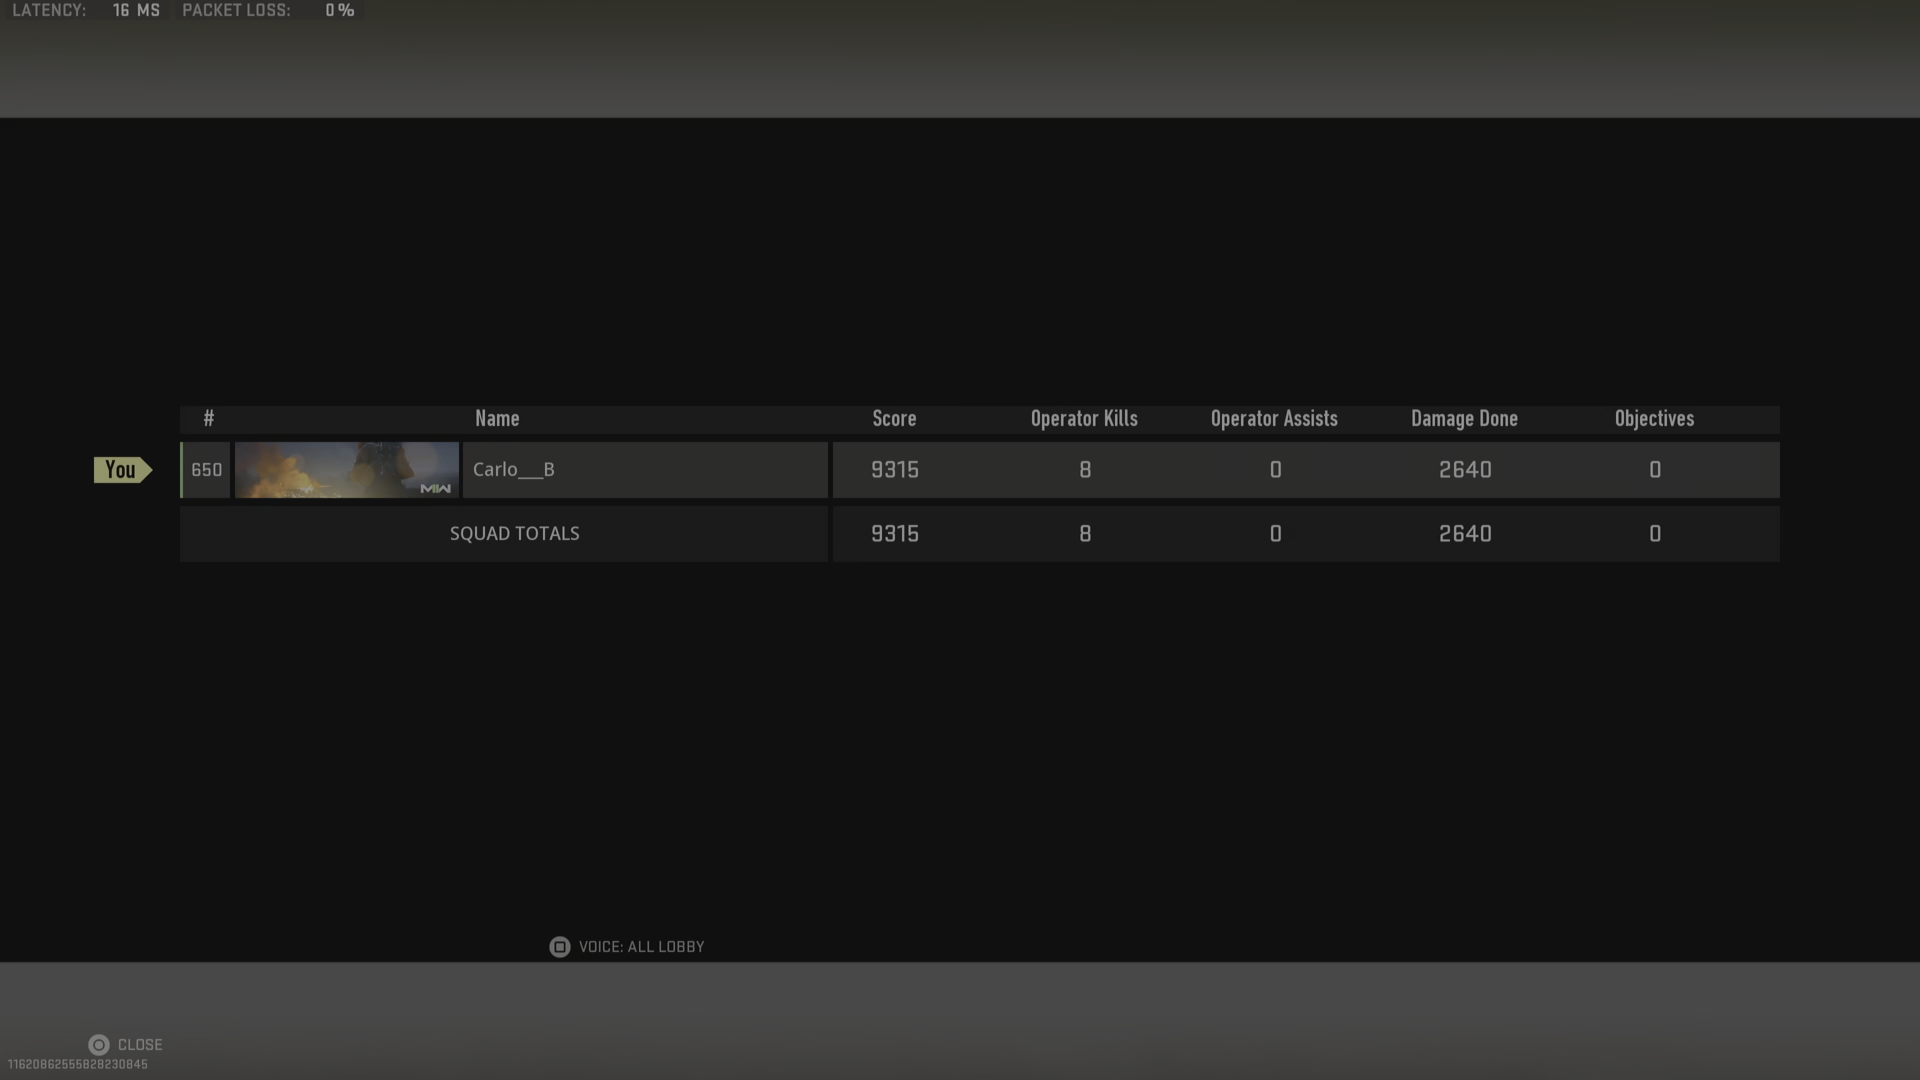 LATENCY: 16 MS PACKET LOSS: 0%
# Name Score Operator Kills Operator Assists Damage Done Objectives
You 650 MW Carlo___B 9315 8 0 2640 0
SQUAD TOTALS 9315 8 0 2640 0
VOICE: ALL LOBBY
CLOSE
11620862555828230845